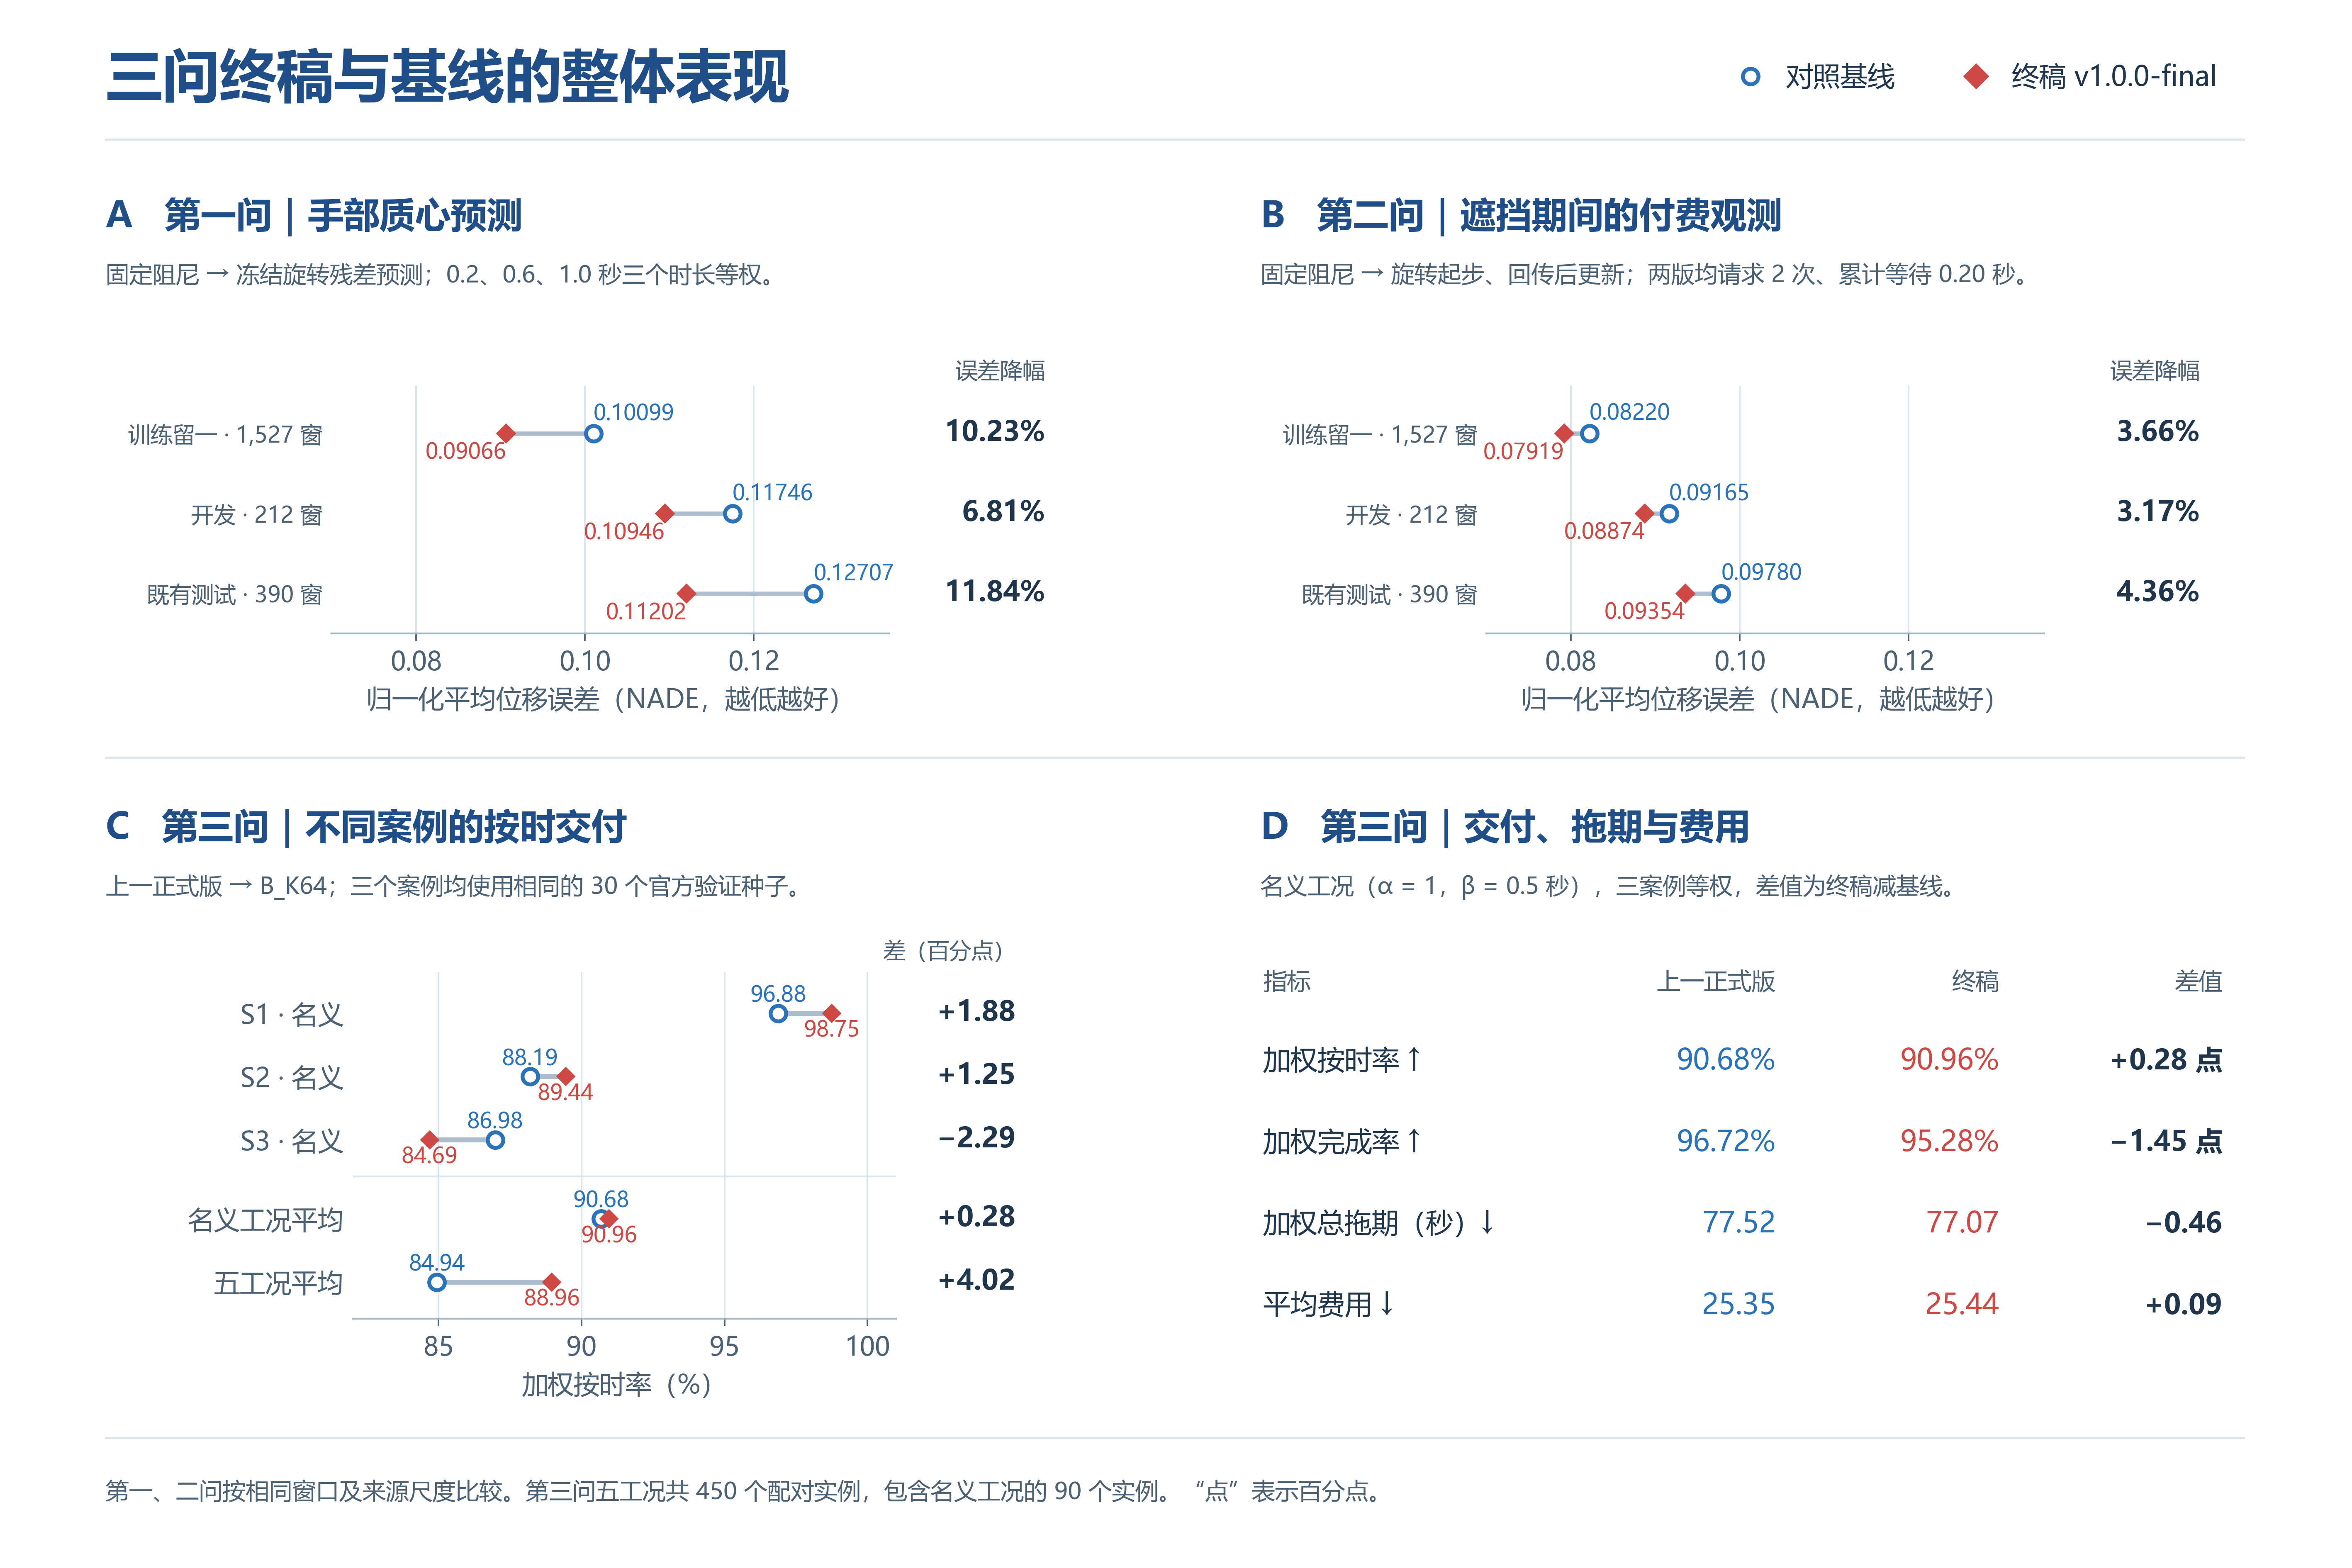 三问终稿与基线的整体表现
对照基线 终稿 v1.0.0-final
A 第一问｜手部质心预测
固定阻尼 → 冻结旋转残差预测；0.2、0.6、1.0 秒三个时长等权。
误差降幅
训练留一 · 1,527 窗 0.09066 0.10099 10.23%
开发 · 212 窗 0.10946 0.11746 6.81%
既有测试 · 390 窗 0.11202 0.12707 11.84%
0.08 0.10 0.12
归一化平均位移误差（NADE，越低越好）
B 第二问｜遮挡期间的付费观测
固定阻尼 → 旋转起步、回传后更新；两版均请求 2 次、累计等待 0.20 秒。
误差降幅
训练留一 · 1,527 窗 0.07919 0.08220 3.66%
开发 · 212 窗 0.08874 0.09165 3.17%
既有测试 · 390 窗 0.09354 0.09780 4.36%
0.08 0.10 0.12
归一化平均位移误差（NADE，越低越好）
C 第三问｜不同案例的按时交付
上一正式版 → B_K64；三个案例均使用相同的 30 个官方验证种子。
差（百分点）
S1 · 名义 96.88 98.75 +1.88
S2 · 名义 88.19 89.44 +1.25
S3 · 名义 84.69 86.98 −2.29
名义工况平均 90.68 90.96 +0.28
五工况平均 84.94 88.96 +4.02
85 90 95 100
加权按时率（%）
D 第三问｜交付、拖期与费用
名义工况（α = 1，β = 0.5 秒），三案例等权，差值为终稿减基线。
指标 上一正式版 终稿 差值
加权按时率 ↑ 90.68% 90.96% +0.28 点
加权完成率 ↑ 96.72% 95.28% −1.45 点
加权总拖期（秒）↓ 77.52 77.07 −0.46
平均费用 ↓ 25.35 25.44 +0.09
第一、二问按相同窗口及来源尺度比较。第三问五工况共 450 个配对实例，包含名义工况的 90 个实例。“点”表示百分点。